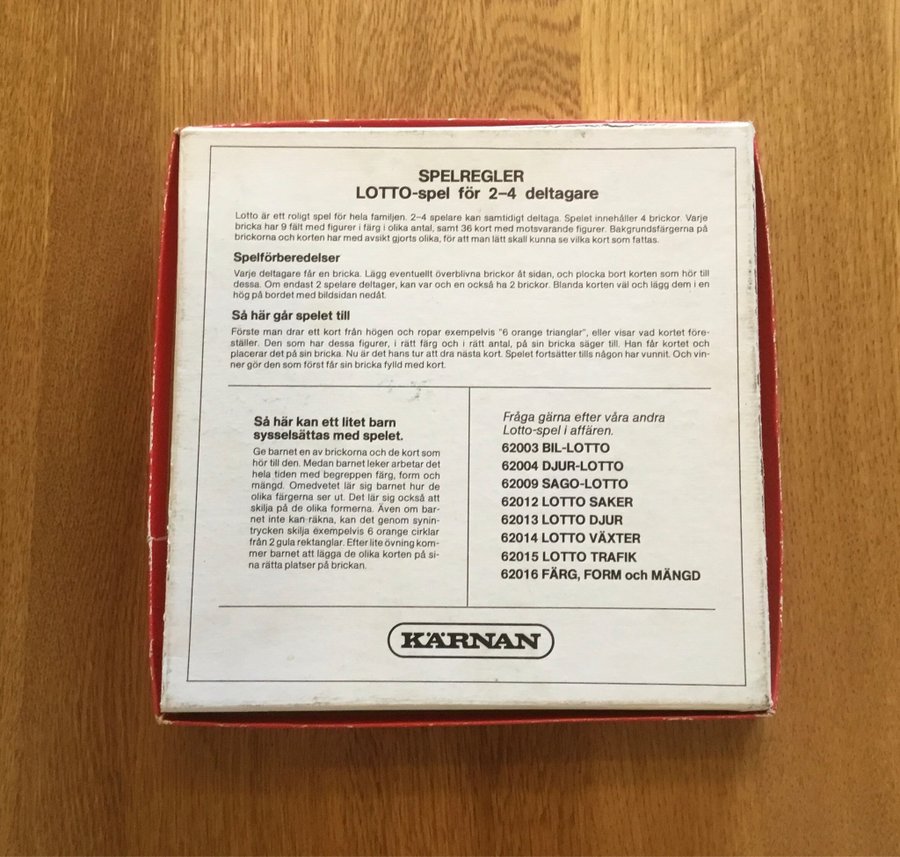 SPELREGLER
LOTTO-spel för 2–4 deltagare
Lotto är ett roligt spel för hela familjen. 2–4 spelare kan samtidigt deltaga. Spelet innehåller 4 brickor. Varje
bricka har 9 fält med figurer i färg i olika antal, samt 36 kort med motsvarande figurer. Bakgrundsfärgerna på
brickorna och korten har med avsikt gjorts olika, för att man lätt skall kunna se vilka kort som fattas.
Spelförberedelser
Varje deltagare får en bricka. Lägg eventuellt överblivna brickor åt sidan, och plocka bort korten som hör till
dessa. Om endast 2 spelare deltager, kan var och en också ha 2 brickor. Blanda korten väl och lägg dem i en
hög på bordet med bildsidan nedåt.
Så här går spelet till
Förste man drar ett kort från högen och ropar exempelvis "6 orange trianglar", eller visar vad kortet före-
ställer. Den som har dessa figurer, i rätt färg och i rätt antal, på sin bricka säger till. Han får kortet och
placerar det på sin bricka. Nu är det hans tur att dra nästa kort. Spelet fortsätter tills någon har vunnit. Och vin-
ner gör den som först får sin bricka fylld med kort.
Så här kan ett litet barn
sysselsättas med spelet.
Ge barnet en av brickorna och de kort som
hör till den. Medan barnet leker arbetar det
hela tiden med begreppen färg, form och
mängd. Omedvetet lär sig barnet hur de
olika färgerna ser ut. Det lär sig också att
skilja på de olika formerna. Även om bar-
net inte kan räkna, kan det genom synin-
trycken skilja exempelvis 6 orange cirklar
från 2 gula rektanglar. Efter lite övning kom-
mer barnet att lägga de olika korten på si-
na rätta platser på brickan.
Fråga gärna efter våra andra
Lotto-spel i affären.
62003 BIL-LOTTO
62004 DJUR-LOTTO
62009 SAGO-LOTTO
62012 LOTTO SAKER
62013 LOTTO DJUR
62014 LOTTO VÄXTER
62015 LOTTO TRAFIK
62016 FÄRG, FORM och MÄNGD
KÄRNAN